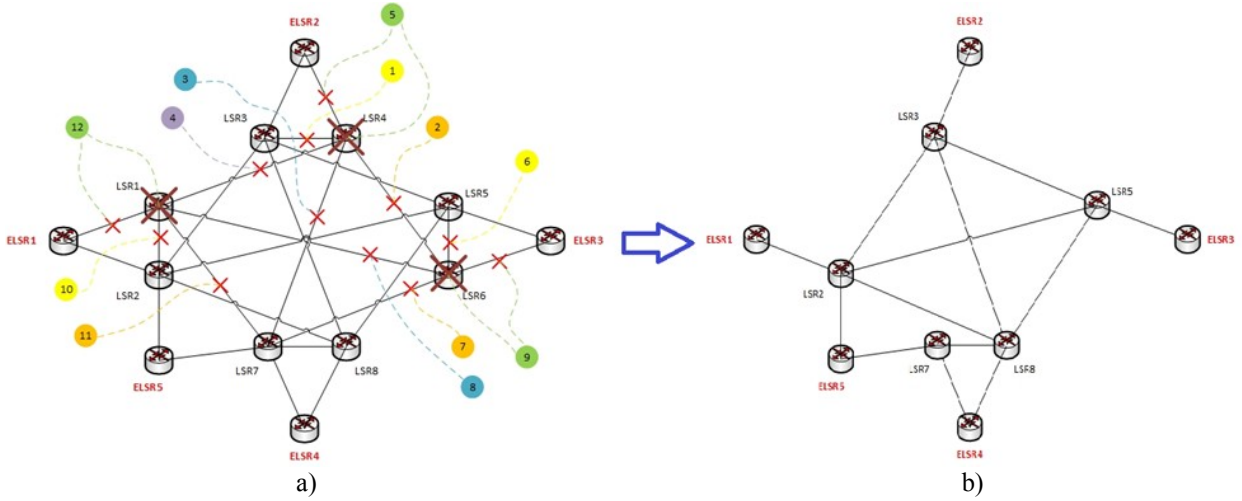 ELSR2
5
1
3
LSR3
LSR4
4
2
12
6
LSR1
LSR5
ELSR1
ELSR3
10
LSR2
LSR6
11
7
9
ELSR5
LSR7
LSR8
8
ELSR4
a)
ELSR2
LSR3
LSR5
ELSR1
ELSR3
LSR2
ELSR5
LSR7
LSR8
ELSR4
b)